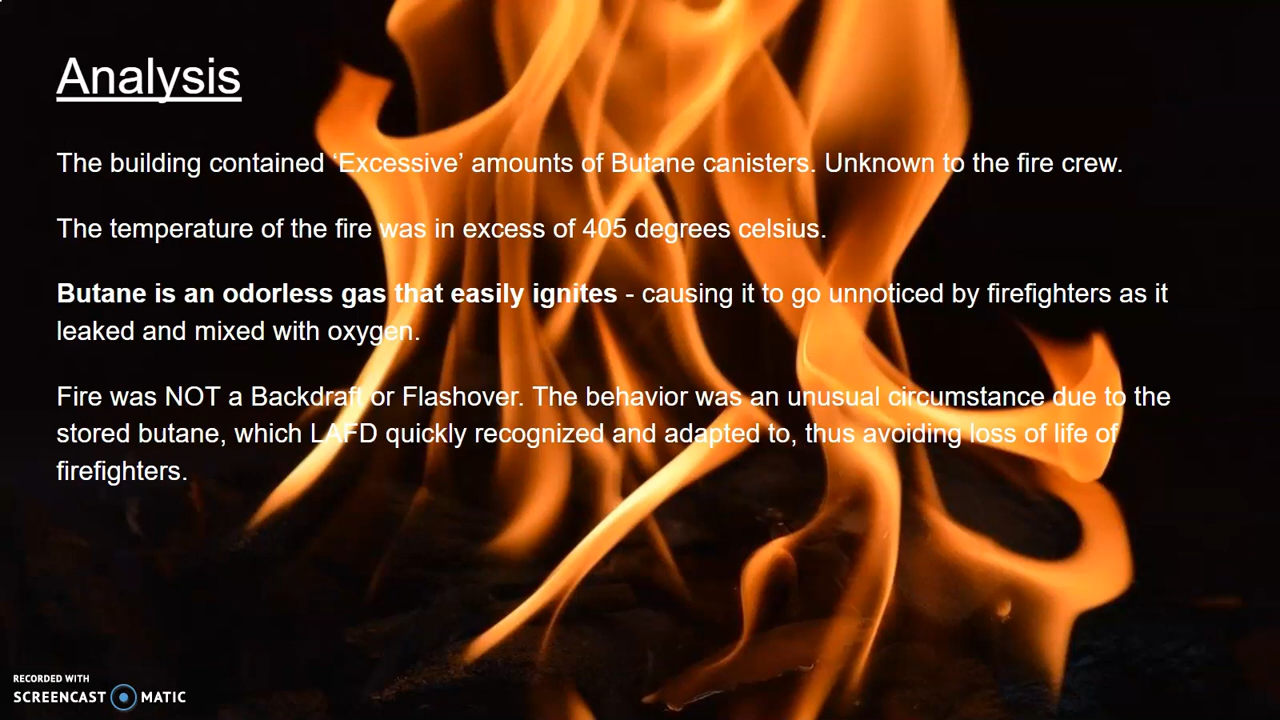 Analysis
The building contained ‘Excessive’ amounts of Butane canisters. Unknown to the fire crew.
The temperature of the fire was in excess of 405 degrees celsius.
Butane is an odorless gas that easily ignites - causing it to go unnoticed by firefighters as it
leaked and mixed with oxygen.
Fire was NOT a Backdraft or Flashover. The behavior was an unusual circumstance due to the
stored butane, which LAFD quickly recognized and adapted to, thus avoiding loss of life of
firefighters.
RECORDED WITH
SCREENCAST MATIC